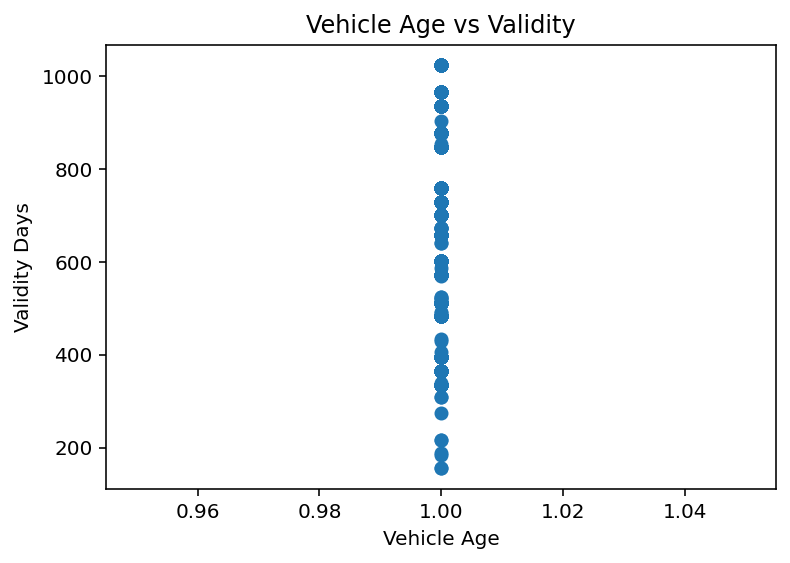 Vehicle Age vs Validity
Validity Days
1000
800
600
400
200
0.96 0.98 1.00 1.02 1.04
Vehicle Age